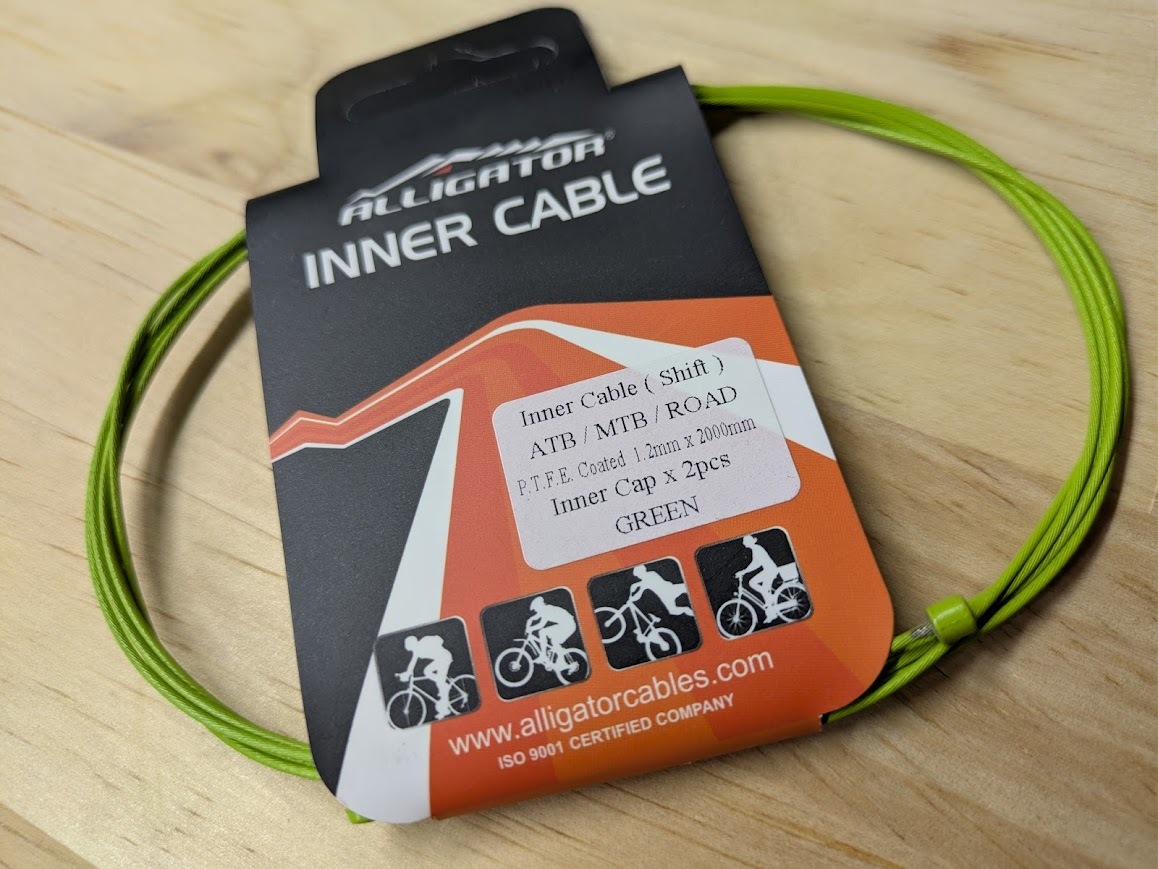 ALLIGATOR®
INNER CABLE
Inner Cable ( Shift )
ATB / MTB / ROAD
P.T.F.E. Coated 1.2mm x 2000mm
Inner Cap x 2pcs
GREEN
www.alligatorcables.com
ISO 9001 CERTIFIED COMPANY